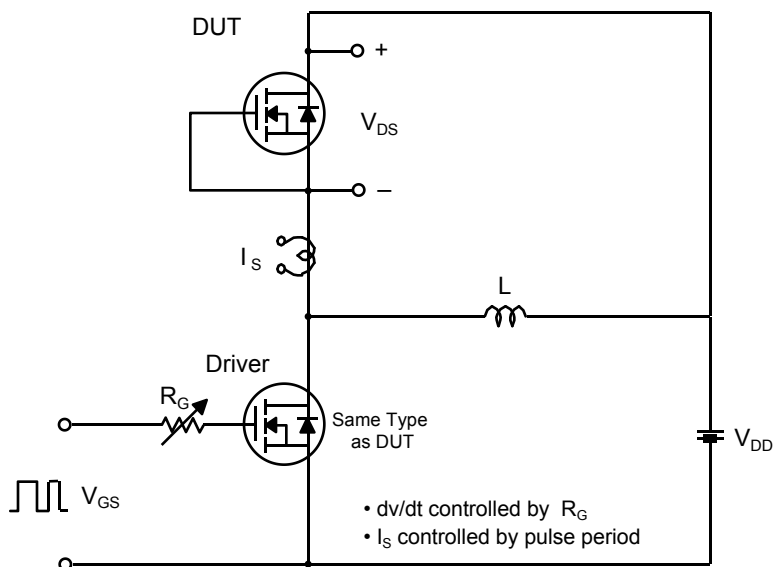 DUT
+
VDS
–
IS
L
Driver
RG
Same Type
as DUT
VDD
VGS
• dv/dt controlled by RG
• IS controlled by pulse period